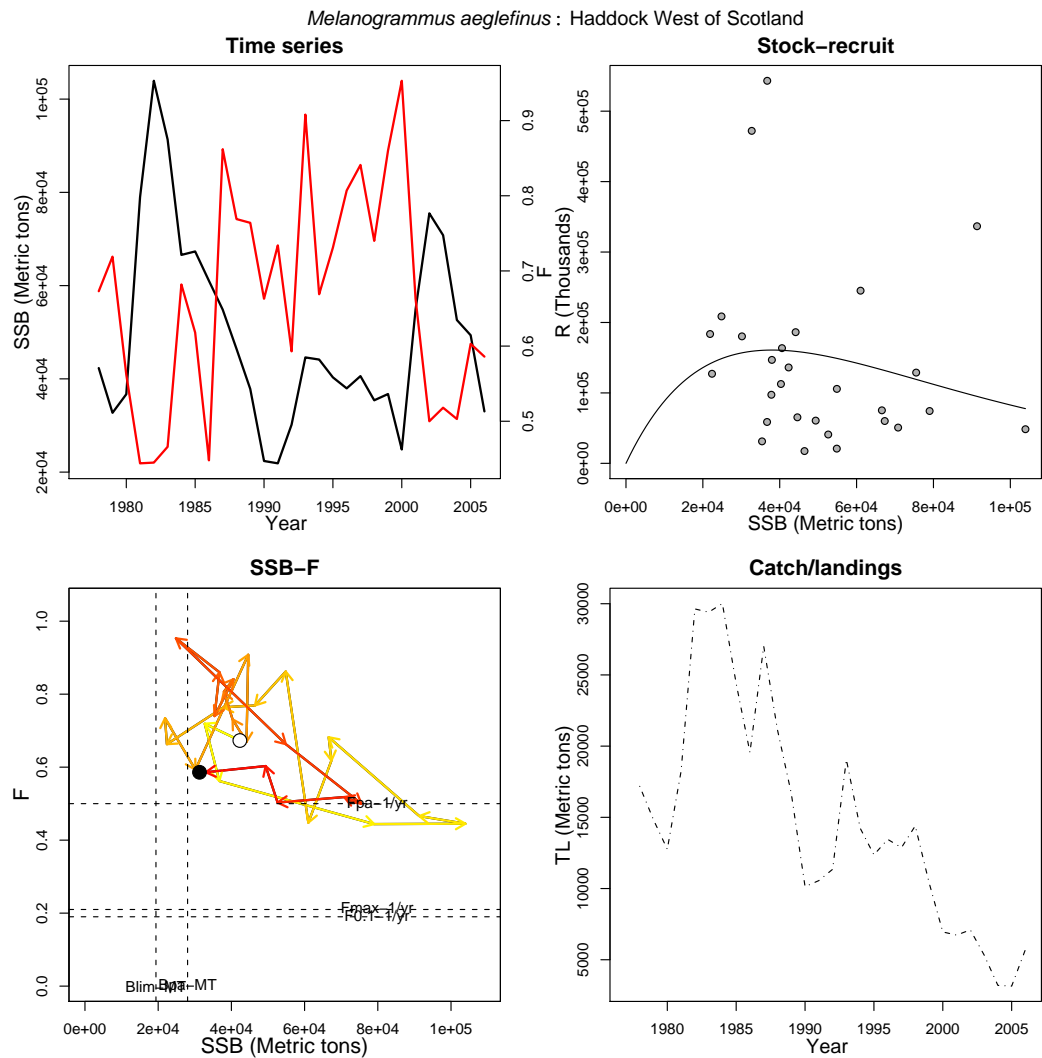 Melanogrammus aeglefinus : Haddock West of Scotland
Time series
SSB (Metric tons)
2e+04 4e+04 6e+04 8e+04 1e+05
F
0.5 0.6 0.7 0.8 0.9
1980 1985 1990 1995 2000 2005
Year
Stock−recruit
R (Thousands)
0e+00 1e+05 2e+05 3e+05 4e+05 5e+05
0e+00 2e+04 4e+04 6e+04 8e+04 1e+05
SSB (Metric tons)
SSB−F
F
0.0 0.2 0.4 0.6 0.8 1.0
Fpa−1/yr
Fmax−1/yr
F0.1−1/yr
Blim−MT
Bpa−MT
0e+00 2e+04 4e+04 6e+04 8e+04 1e+05
SSB (Metric tons)
Catch/landings
TL (Metric tons)
5000 10000 15000 20000 25000 30000
1980 1985 1990 1995 2000 2005
Year